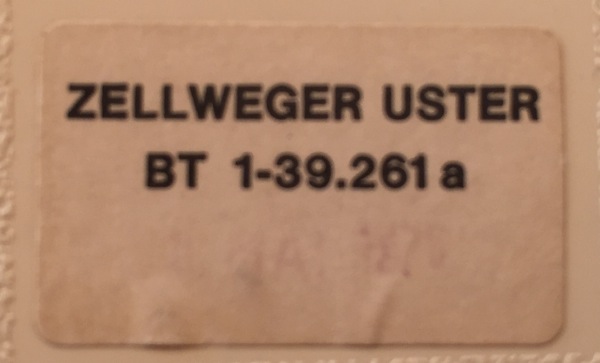 ZELLWEGER USTER
BT 1-39.261 a